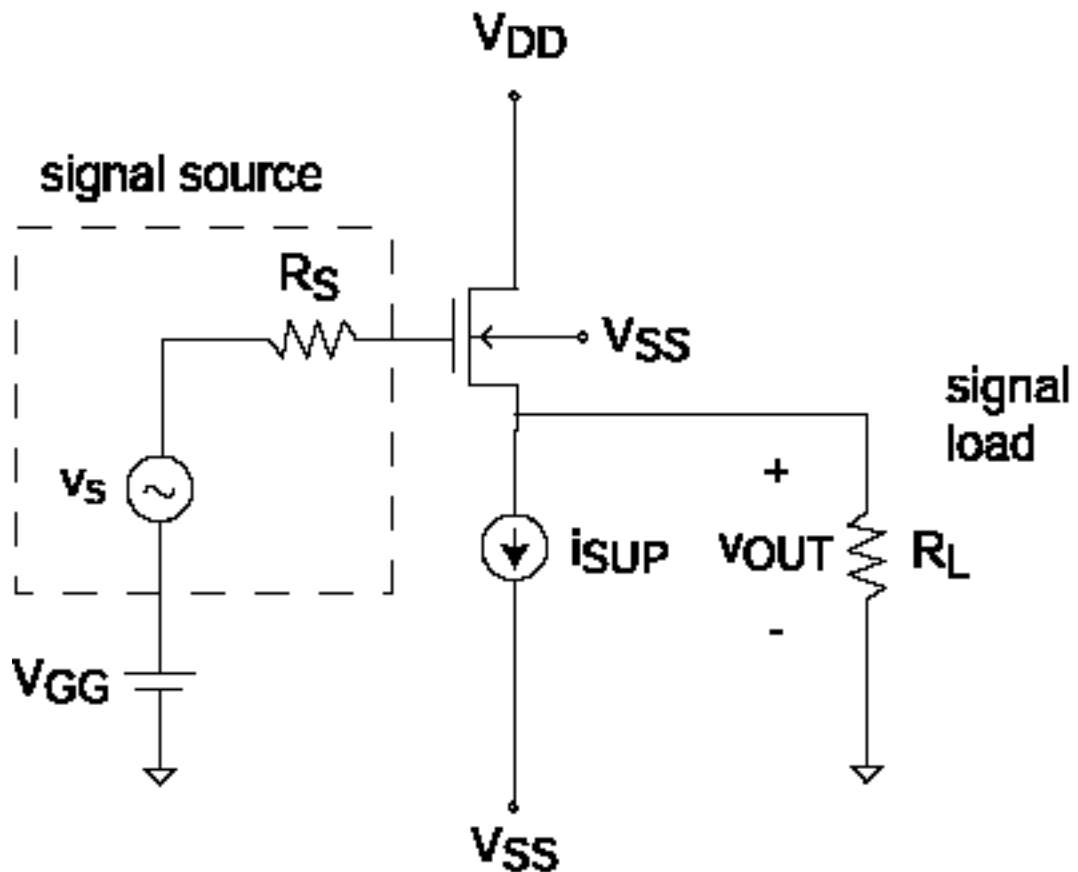 VDD
signal source
RS
VSS
signal
load
vs
+
iSUP
vOUT
RL
-
VGG
VSS